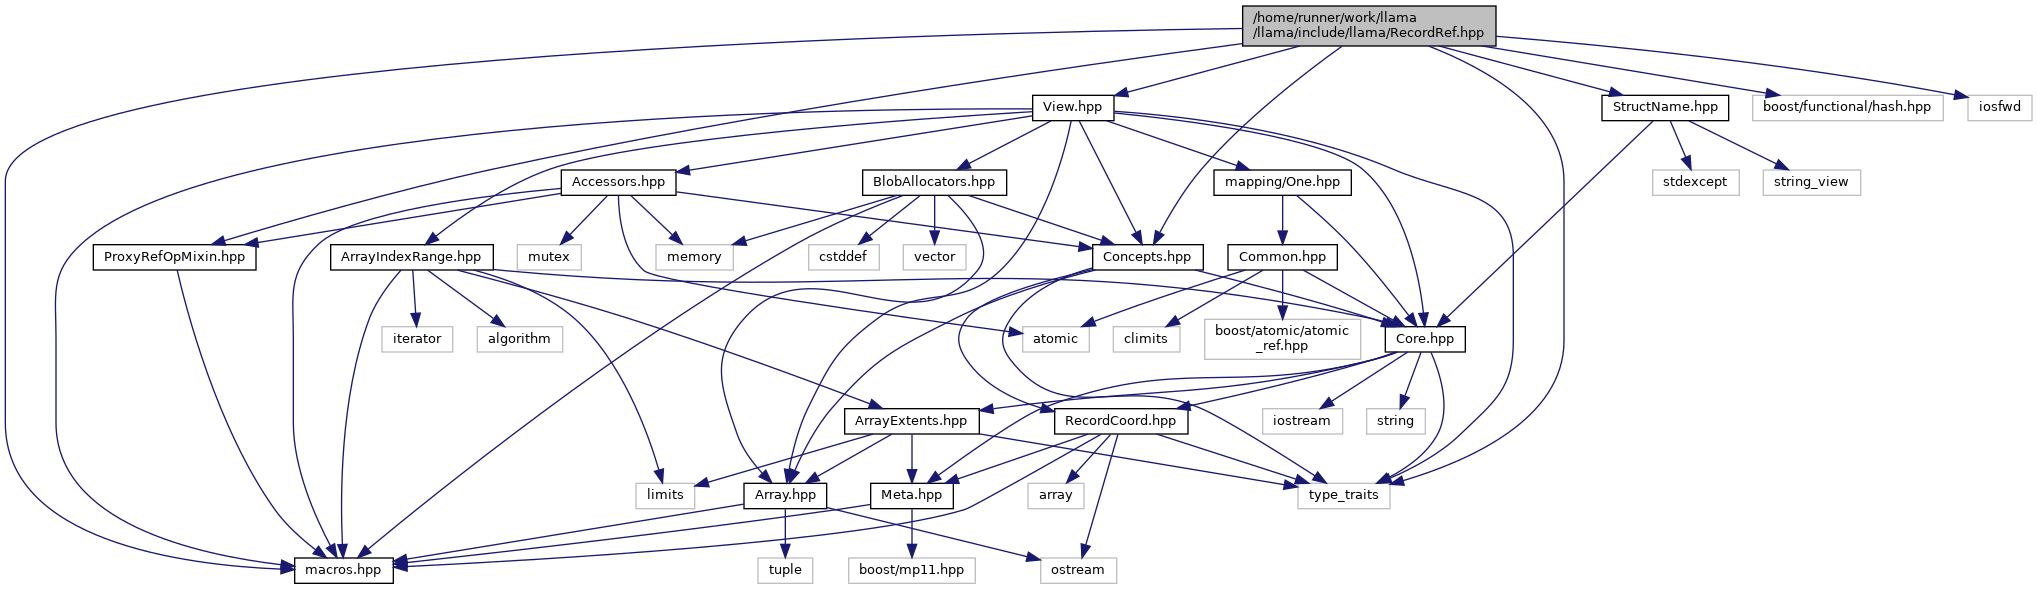 /home/runner/work/llama
/llama/include/llama/RecordRef.hpp
View.hpp
StructName.hpp
boost/functional/hash.hpp
iosfwd
Accessors.hpp
BlobAllocators.hpp
mapping/One.hpp
stdexcept
string_view
ProxyRefOpMixin.hpp
ArrayIndexRange.hpp
mutex
memory
cstddef
vector
Concepts.hpp
Common.hpp
iterator
algorithm
atomic
climits
boost/atomic/atomic
_ref.hpp
Core.hpp
ArrayExtents.hpp
RecordCoord.hpp
iostream
string
limits
Array.hpp
Meta.hpp
array
type_traits
macros.hpp
tuple
boost/mp11.hpp
ostream